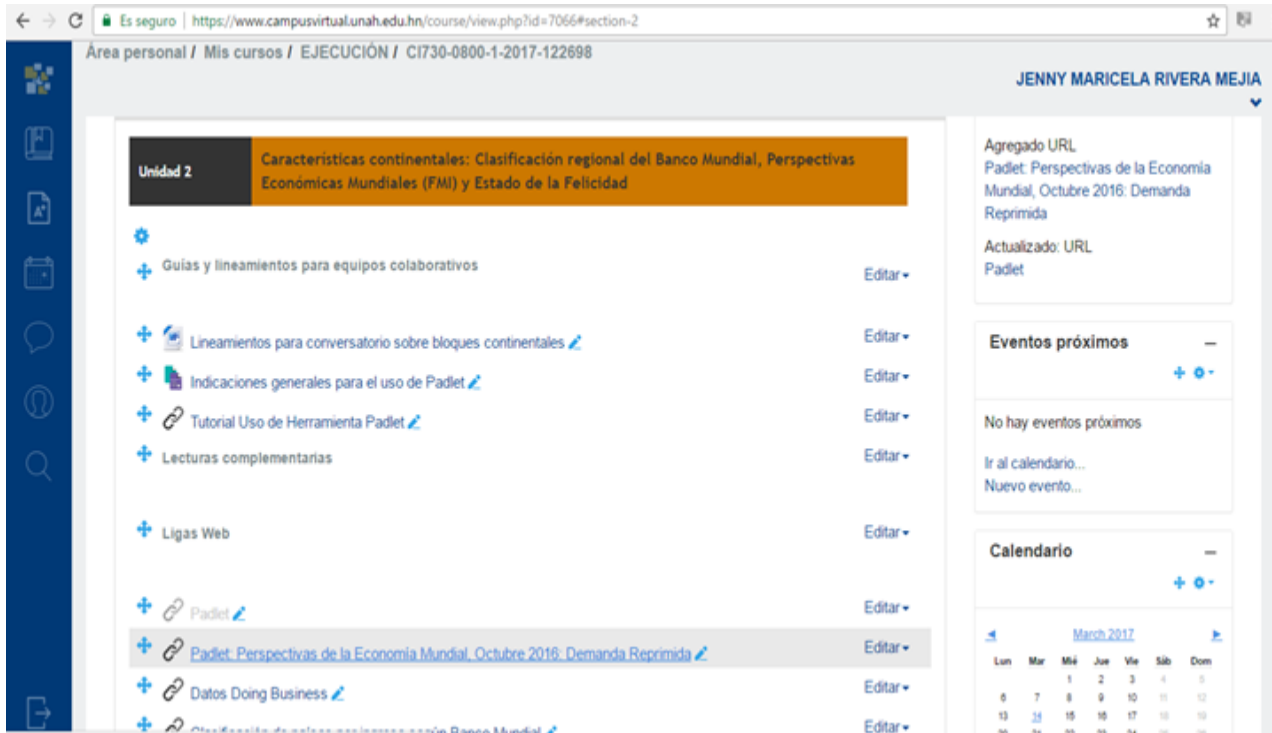 Es seguro | https://www.campusvirtual.unah.edu.hn/course/view.php?id=7066#section-2
Área personal / Mis cursos / EJECUCIÓN / CI730-0800-1-2017-122698
JENNY MARICELA RIVERA MEJIA
Unidad 2
Características continentales: Clasificación regional del Banco Mundial, Perspectivas
Económicas Mundiales (FMI) y Estado de la Felicidad
Guías y lineamientos para equipos colaborativos
Editar
Lineamientos para conversatorio sobre bloques continentales
Editar
Indicaciones generales para el uso de Padlet
Editar
Tutorial Uso de Herramienta Padlet
Editar
Lecturas complementarias
Editar
Ligas Web
Editar
Padlet
Editar
Padlet: Perspectivas de la Economía Mundial, Octubre 2016: Demanda Reprimida
Editar
Datos Doing Business
Editar
Clasificación de países por ingreso según Banco Mundial
Editar
Agregado URL
Padlet: Perspectivas de la Economía
Mundial, Octubre 2016: Demanda
Reprimida
Actualizado: URL
Padlet
Eventos próximos
No hay eventos próximos
Ir al calendario...
Nuevo evento...
Calendario
March 2017
Lun Mar Mié Jue Vie Sáb Dom
1 2 3 4 5
6 7 8 9 10 11 12
13 14 15 16 17 18 19